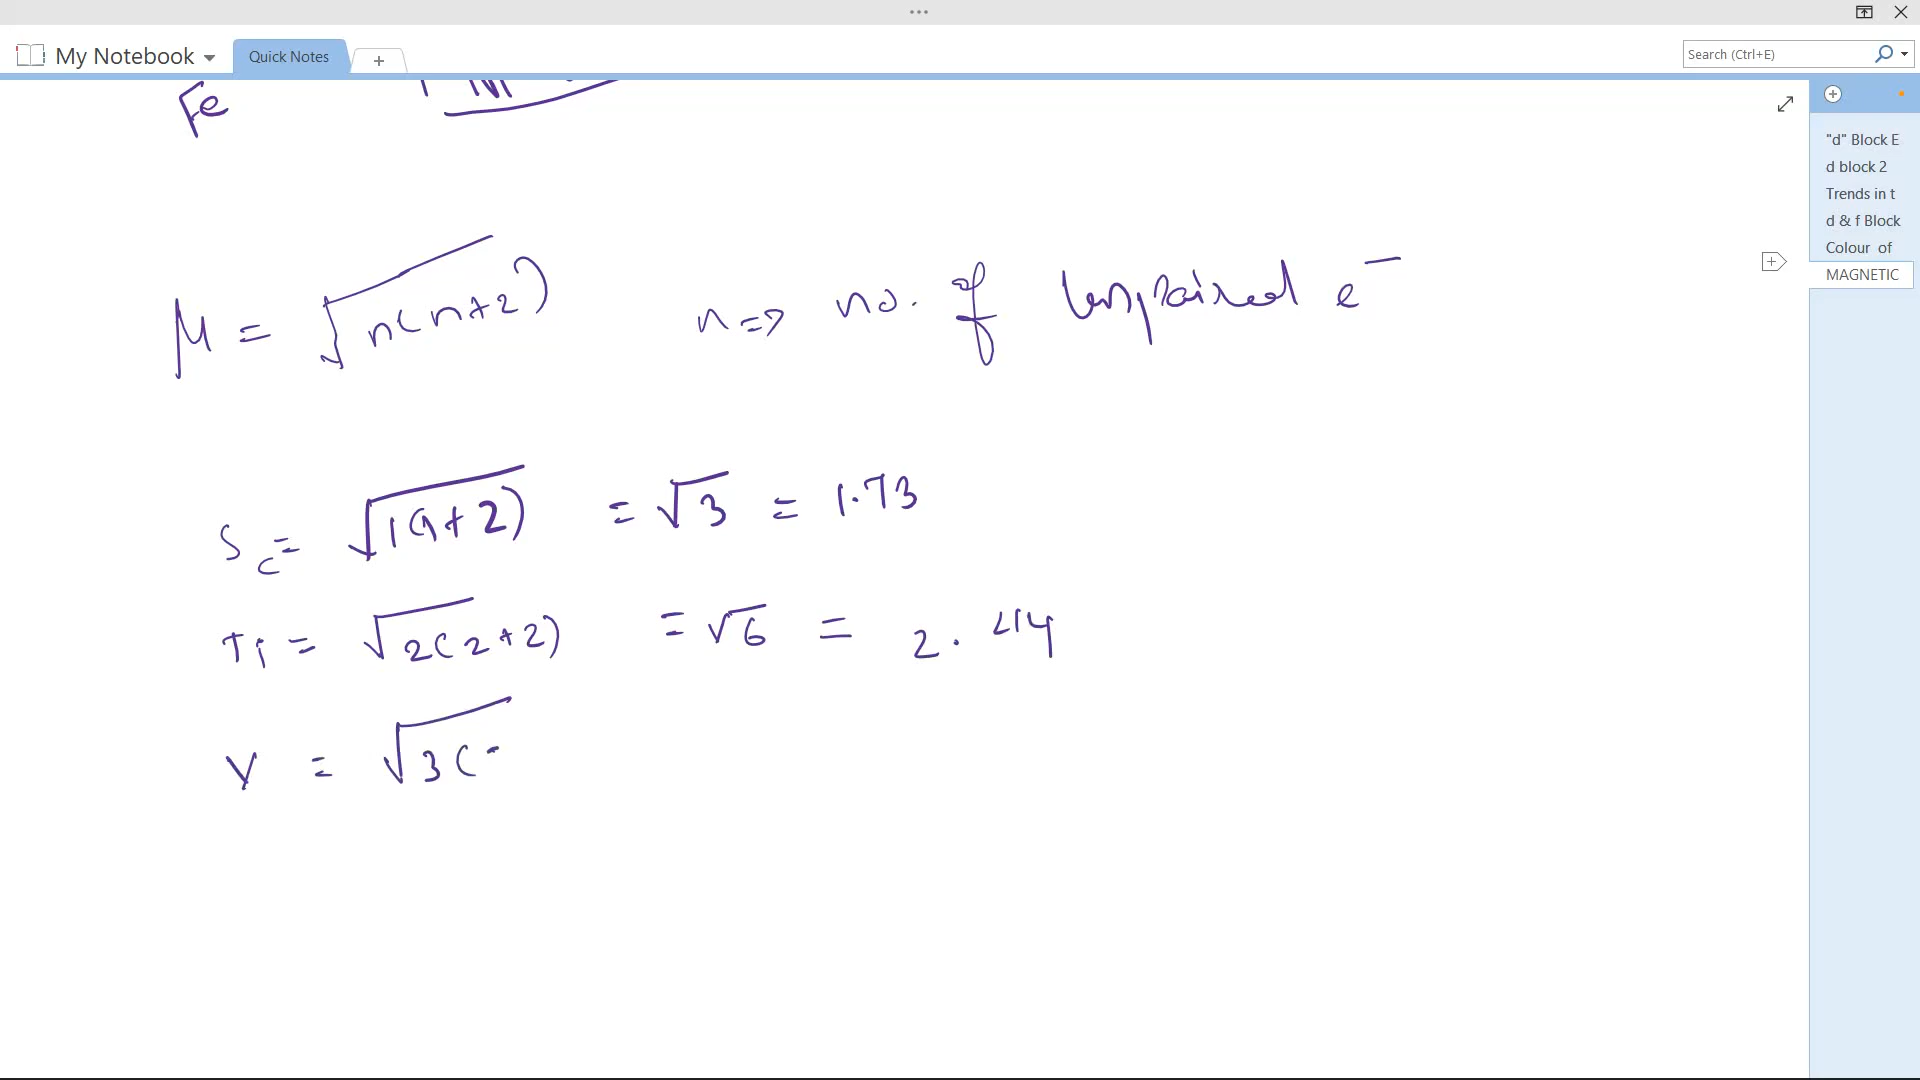 ...
My Notebook
Quick Notes
+
Search (Ctrl+E)
Fe
"d" Block E
d block 2
Trends in t
d & f Block
Colour of
MAGNETIC
μ = √n(n+2) n => no. of Unpaired e⁻
Sc = √1(1+2) = √3 = 1.73
Ti = √2(2+2) = √6 = 2.414
V = √3(